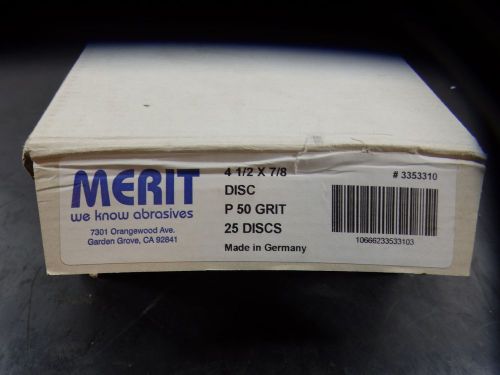 MERIT
we know abrasives
7301 Orangewood Ave.
Garden Grove, CA 92841
4 1/2 X 7/8
DISC
P 50 GRIT
25 DISCS
Made in Germany
# 3353310
10666233533103